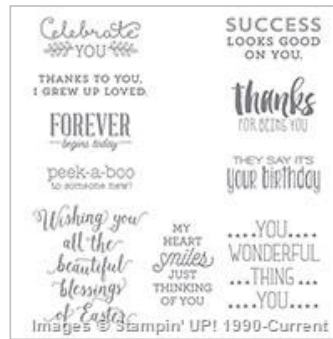 Celebrate
YOU
THANKS TO YOU,
I GREW UP LOVED.
FOREVER
begins today
peek-a-boo
to someone new!
Wishing you
all the
beautiful
blessings
of Easter
SUCCESS
LOOKS GOOD
ON YOU.
thanks
FOR BEING YOU
THEY SAY IT'S
your birthday
MY
HEART
smiles
JUST
THINKING
OF YOU
....YOU....
WONDERFUL
...THING...
....YOU....
Images © Stampin' UP! 1990-Current